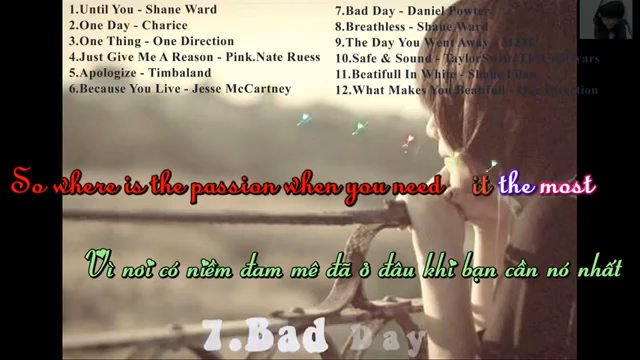 1.Until You - Shane Ward
2.One Day - Charice
3.One Thing - One Direction
4.Just Give Me A Reason - Pink.Nate Ruess
5.Apologize - Timbaland
6.Because You Live - Jesse McCartney
7.Bad Day - Daniel Powter
8.Breathless - Shane Ward
9.The Day You Went Away -
10.Safe & Sound -
11.Beatifull In White - Shane
12.What Makes You Beatifull - One Direction
So where is the passion when you need it the most
Vì nơi có niềm đam mê đã ở đâu khi bạn cần nó nhất
7.Bad Day